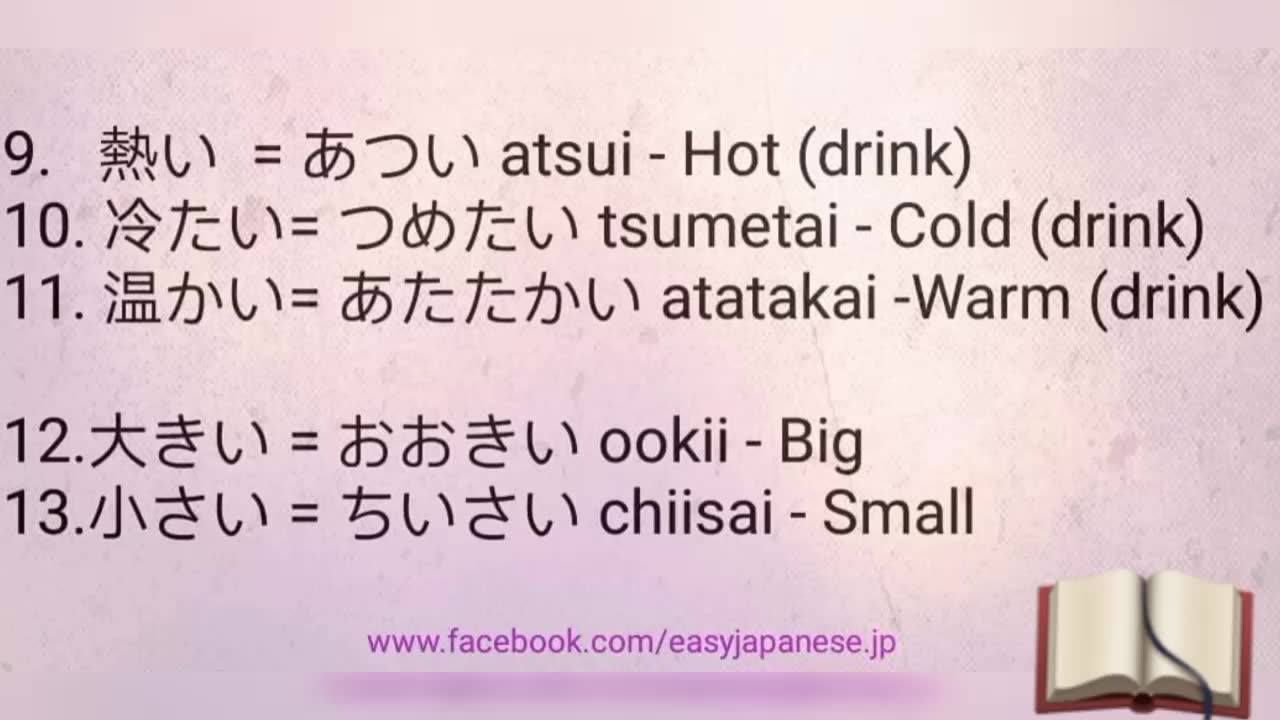 9. 熱い = あつい atsui - Hot (drink)
10. 冷たい= つめたい tsumetai - Cold (drink)
11. 温かい= あたたかい atatakai -Warm (drink)
12.大きい = おおきい ookii - Big
13.小さい = ちいさい chiisai - Small
www.facebook.com/easyjapanese.jp